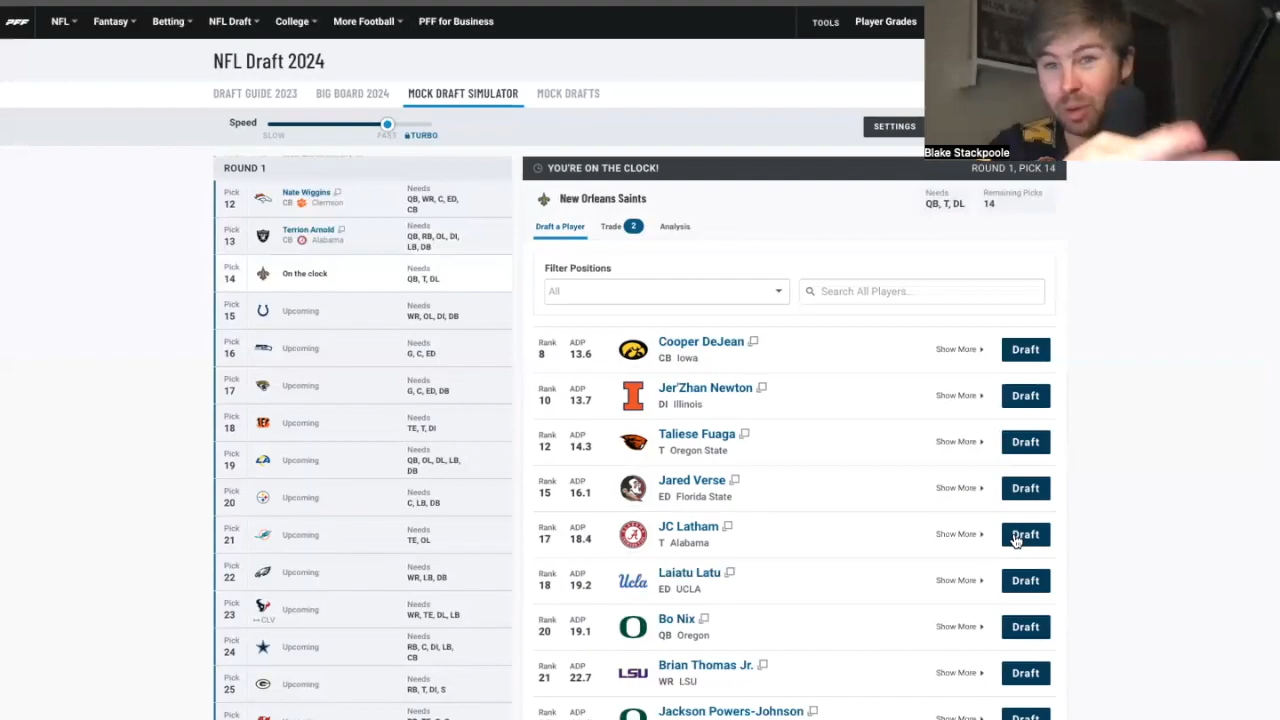 PFF NFL Fantasy Betting NFL Draft College More Football PFF for Business TOOLS Player Grades
NFL Draft 2024
DRAFT GUIDE 2023 BIG BOARD 2024 MOCK DRAFT SIMULATOR MOCK DRAFTS
Speed
SLOW FAST TURBO
SETTINGS
Blake Stackpoole
ROUND 1
Pick 12 Nate Wiggins CB Clemson Needs QB, WR, C, ED, CB
Pick 13 Terrion Arnold CB Alabama Needs QB, RB, OL, DI, LB, DB
Pick 14 On the clock Needs QB, T, DL
Pick 15 Upcoming Needs WR, OL, DI, DB
Pick 16 Upcoming Needs G, C, ED
Pick 17 Upcoming Needs G, C, ED, DB
Pick 18 Upcoming Needs TE, T, DI
Pick 19 Upcoming Needs QB, OL, DL, LB, DB
Pick 20 Upcoming Needs C, LB, DB
Pick 21 Upcoming Needs TE, OL
Pick 22 Upcoming Needs WR, LB, DB
Pick 23 CLV Upcoming Needs WR, TE, DL, LB
Pick 24 Upcoming Needs RB, C, DI, LB, CB
Pick 25 Upcoming Needs RB, T, DI, S
Pick
YOU'RE ON THE CLOCK! ROUND 1, PICK 14
New Orleans Saints
Needs QB, T, DL
Remaining Picks 14
Draft a Player Trade 2 Analysis
Filter Positions
All
Search All Players...
Rank 8 ADP 13.6 Cooper DeJean CB Iowa Show More Draft
Rank 10 ADP 13.7 Jer'Zhan Newton DI Illinois Show More Draft
Rank 12 ADP 14.3 Taliese Fuaga T Oregon State Show More Draft
Rank 15 ADP 16.1 Jared Verse ED Florida State Show More Draft
Rank 17 ADP 18.4 JC Latham T Alabama Show More Draft
Rank 18 ADP 19.2 Laiatu Latu ED UCLA Show More Draft
Rank 20 ADP 19.1 Bo Nix QB Oregon Show More Draft
Rank 21 ADP 22.7 Brian Thomas Jr. WR LSU Show More Draft
Rank ADP Jackson Powers-Johnson Show More Draft